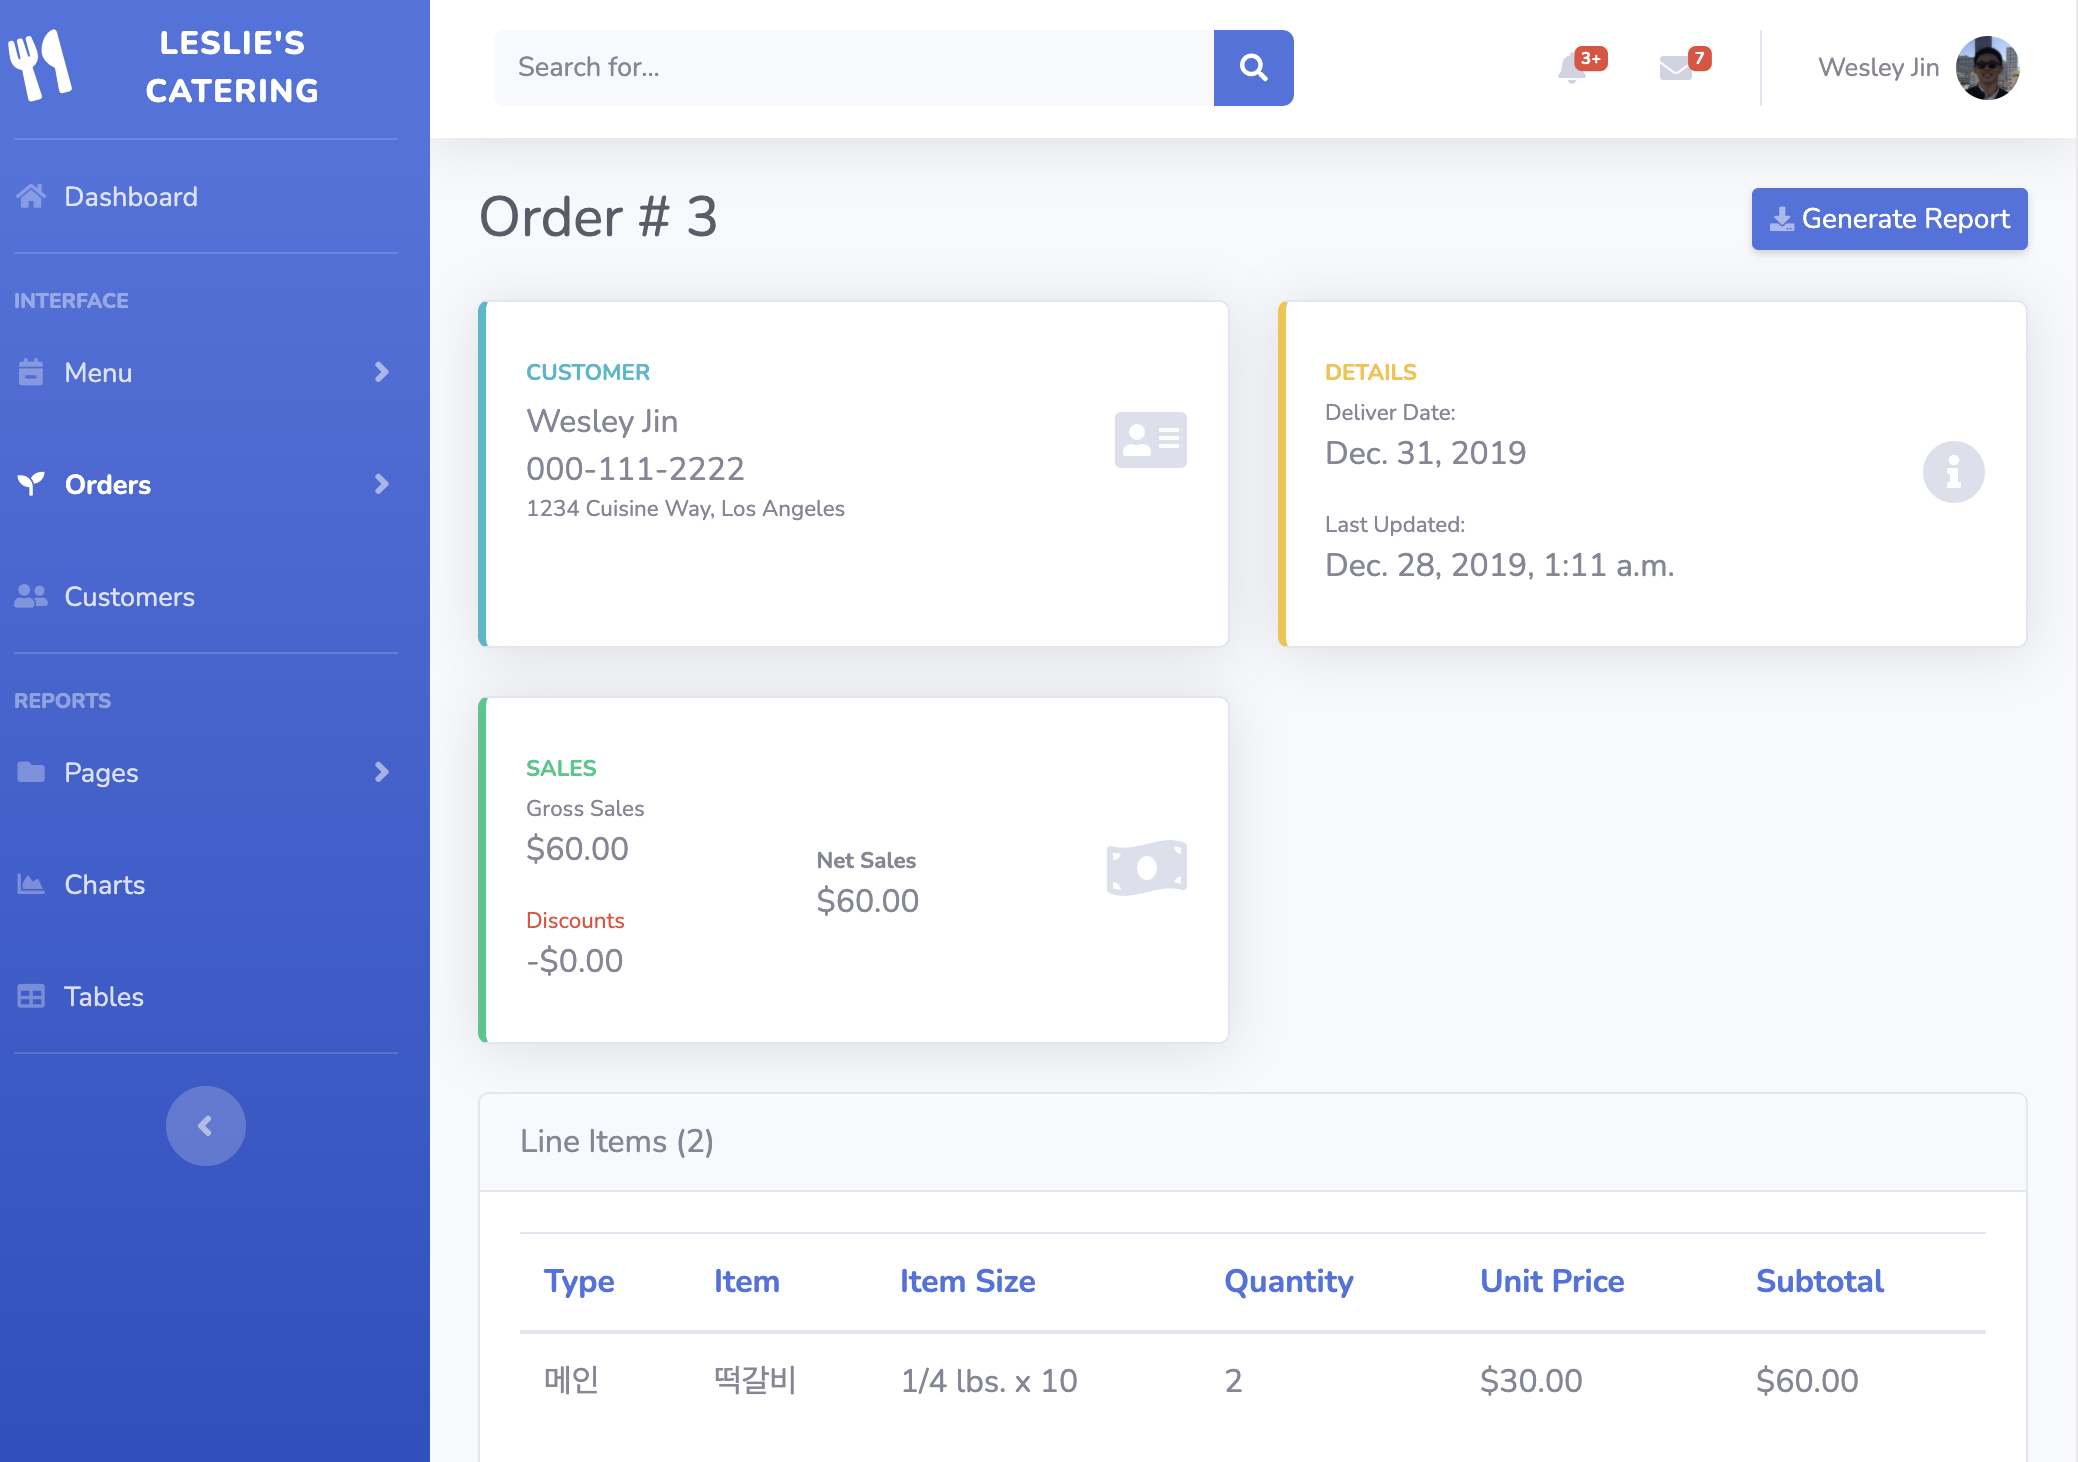 LESLIE'S
CATERING
Search for...
3+
7
Wesley Jin
Dashboard
INTERFACE
Menu
Orders
Customers
REPORTS
Pages
Charts
Tables
Order # 3
Generate Report
CUSTOMER
Wesley Jin
000-111-2222
1234 Cuisine Way, Los Angeles
DETAILS
Deliver Date:
Dec. 31, 2019
Last Updated:
Dec. 28, 2019, 1:11 a.m.
SALES
Gross Sales
$60.00
Discounts
-$0.00
Net Sales
$60.00
Line Items (2)
Type Item Item Size Quantity Unit Price Subtotal
메인 떡갈비 1/4 lbs. x 10 2 $30.00 $60.00